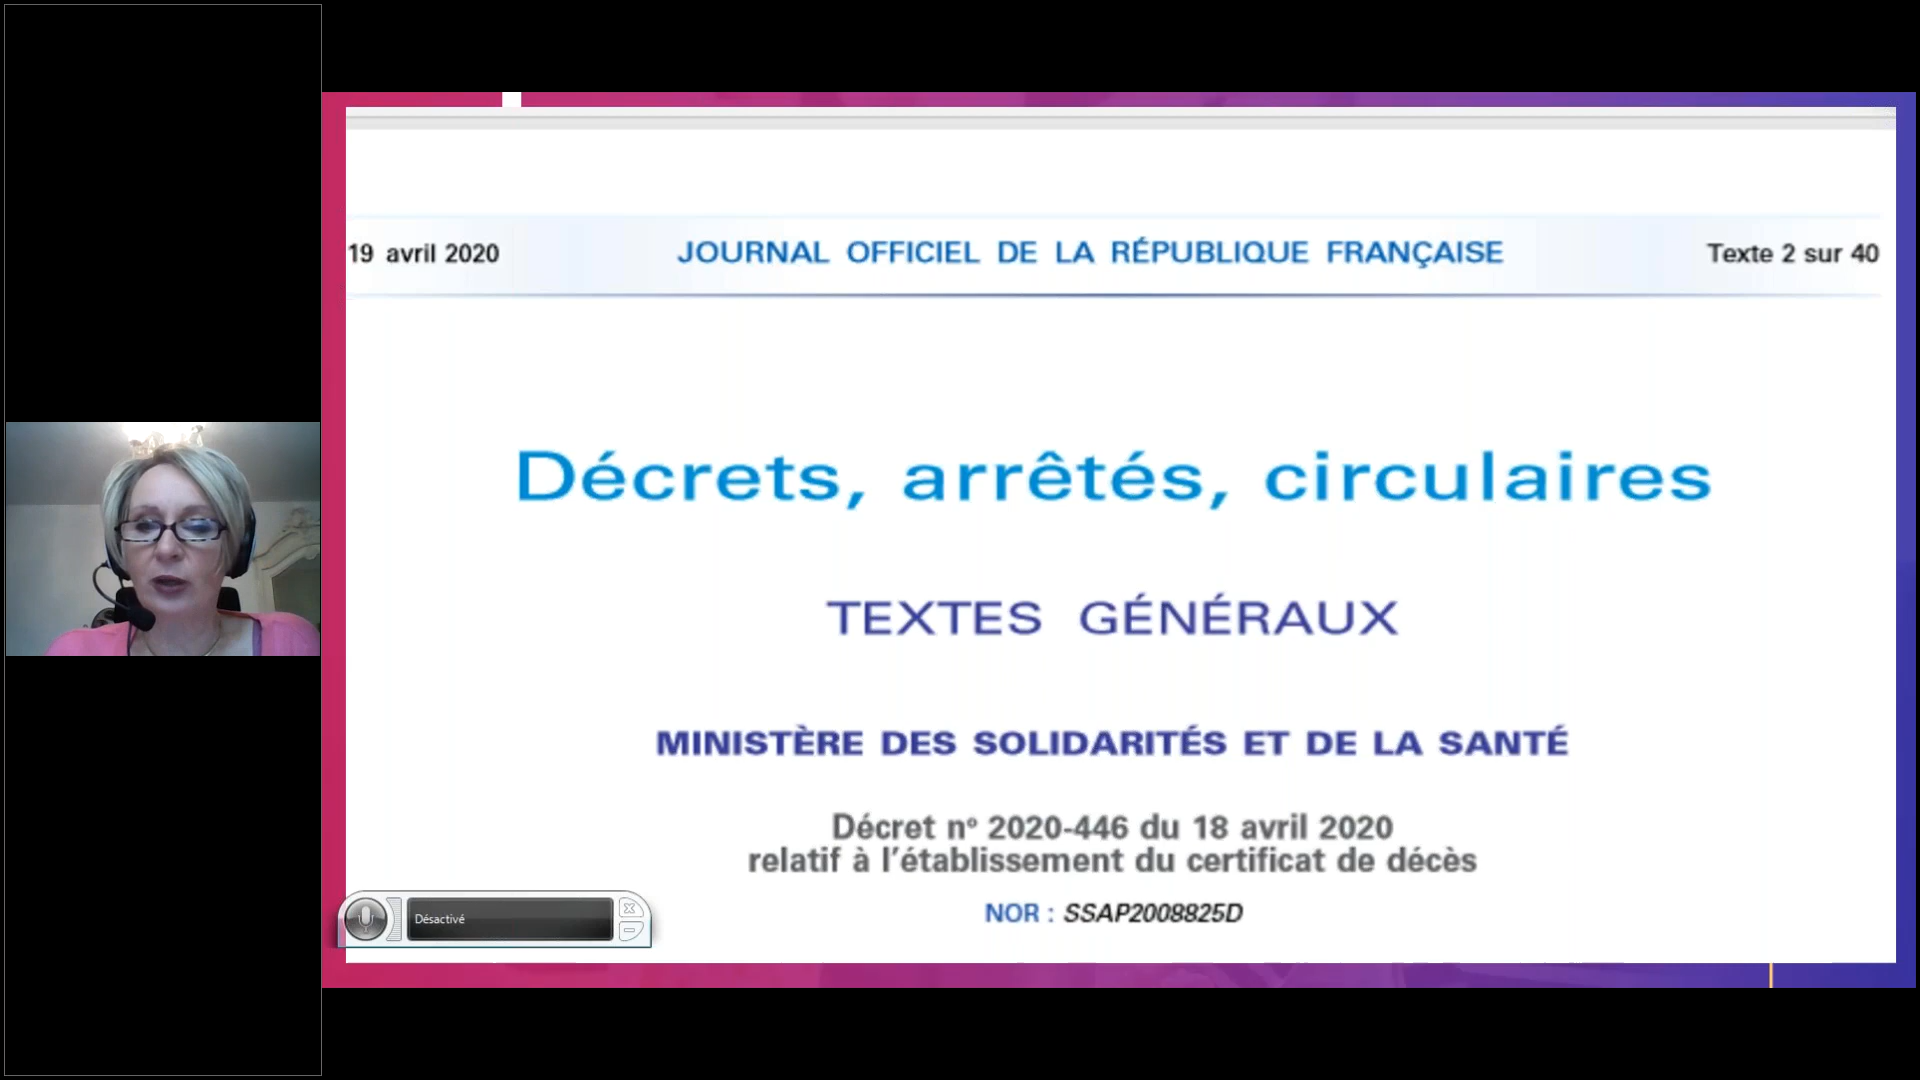 19 avril 2020
JOURNAL OFFICIEL DE LA RÉPUBLIQUE FRANÇAISE
Texte 2 sur 40
Décrets, arrêtés, circulaires
TEXTES GÉNÉRAUX
MINISTÈRE DES SOLIDARITÉS ET DE LA SANTÉ
Décret nº 2020-446 du 18 avril 2020
relatif à l'établissement du certificat de décès
NOR : SSAP2008825D
Désactivé